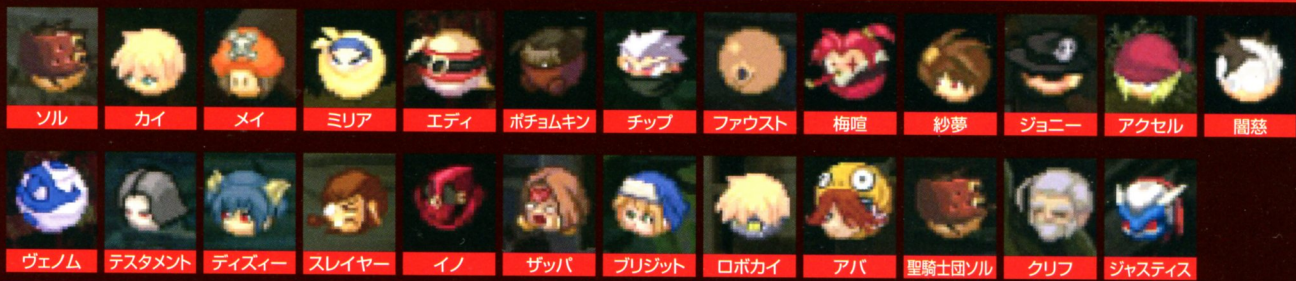 ソル
カイ
メイ
ミリア
エディ
ポチョムキン
チップ
ファウスト
梅喧
紗夢
ジョニー
アクセル
闇慈
ヴェノム
テスタメント
ディズィー
スレイヤー
イノ
ザッパ
ブリジット
ロボカイ
アバ
聖騎士団ソル
クリフ
ジャスティス